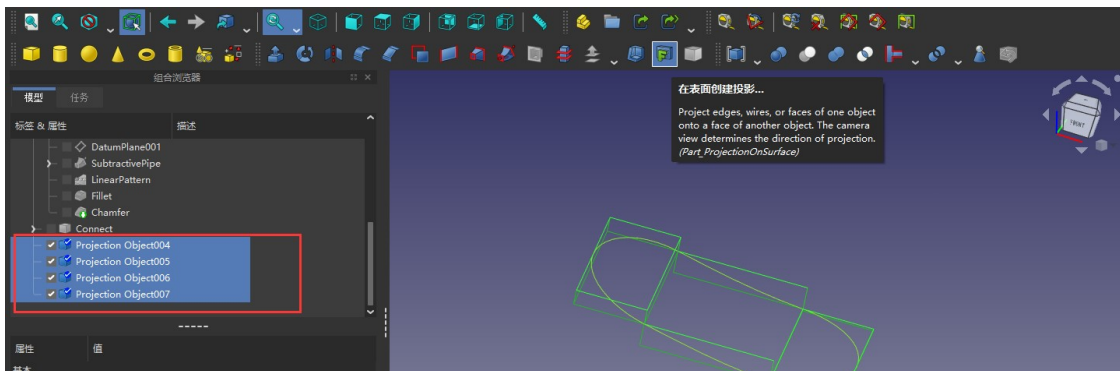 组合浏览器
模型 任务
标签 & 属性 描述
DatumPlane001
SubtractivePipe
LinearPattern
Fillet
Chamfer
Connect
Projection Object004
Projection Object005
Projection Object006
Projection Object007
属性 值
基本
在表面创建投影...
Project edges, wires, or faces of one object
onto a face of another object. The camera
view determines the direction of projection.
(Part_ProjectionOnSurface)
FRONT